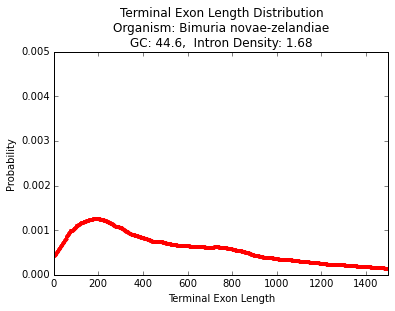 Terminal Exon Length Distribution
Organism: Bimuria novae-zelandiae
GC: 44.6,  Intron Density: 1.68
0.005
0.004
0.003
0.002
0.001
0.000
Probability
0 200 400 600 800 1000 1200 1400
Terminal Exon Length